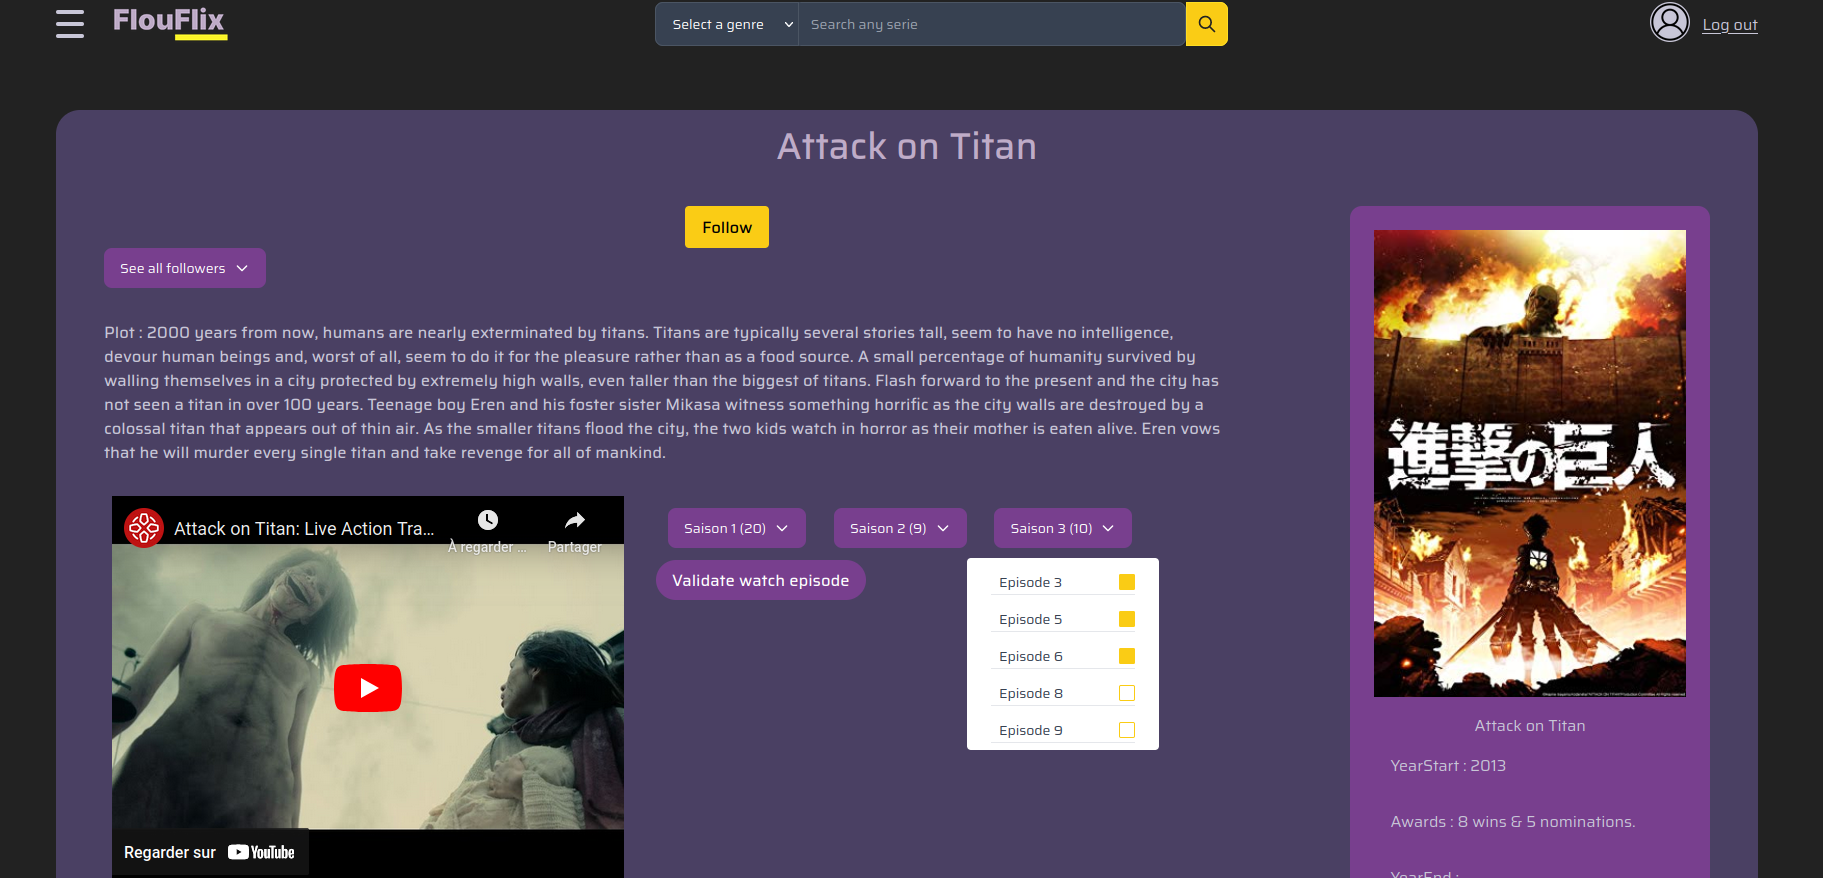 FlouFlix
Select a genre
Search any serie
Log out
Attack on Titan
Follow
See all followers
Plot : 2000 years from now, humans are nearly exterminated by titans. Titans are typically several stories tall, seem to have no intelligence,
devour human beings and, worst of all, seem to do it for the pleasure rather than as a food source. A small percentage of humanity survived by
walling themselves in a city protected by extremely high walls, even taller than the biggest of titans. Flash forward to the present and the city has
not seen a titan in over 100 years. Teenage boy Eren and his foster sister Mikasa witness something horrific as the city walls are destroyed by a
colossal titan that appears out of thin air. As the smaller titans flood the city, the two kids watch in horror as their mother is eaten alive. Eren vows
that he will murder every single titan and take revenge for all of mankind.
Attack on Titan: Live Action Tra...
À regarder ...
Partager
Regarder sur YouTube
Saison 1 (20)
Saison 2 (9)
Saison 3 (10)
Validate watch episode
Episode 3
Episode 5
Episode 6
Episode 8
Episode 9
進撃の巨人
Attack on Titan
YearStart : 2013
Awards : 8 wins & 5 nominations.
YearEnd :